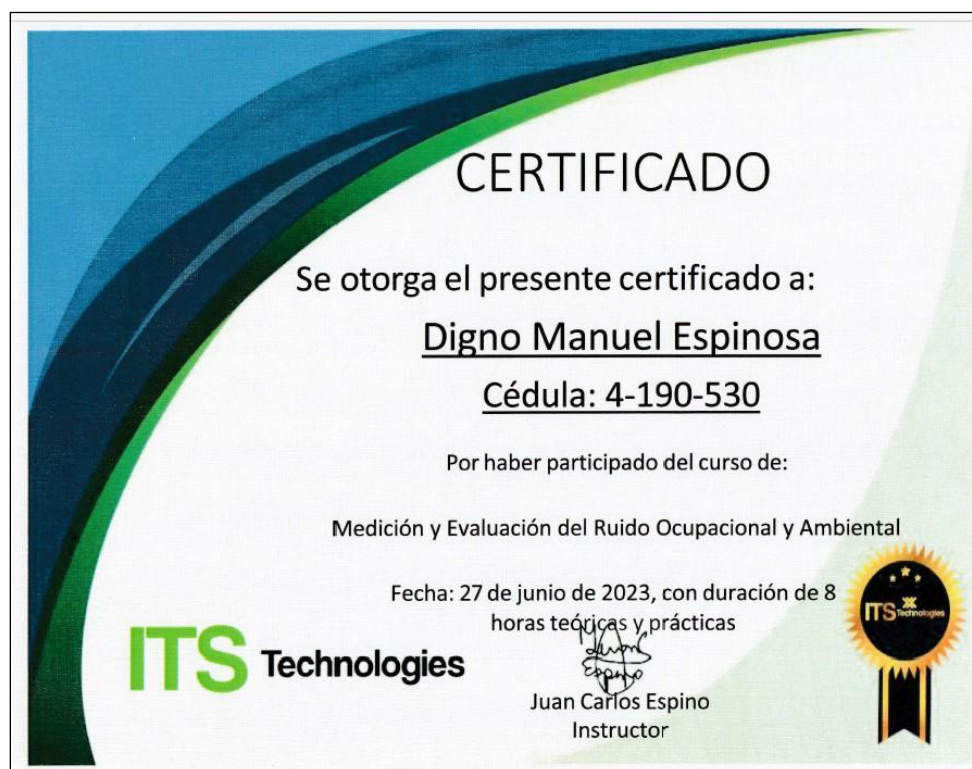 CERTIFICADO
Se otorga el presente certificado a:
Digno Manuel Espinosa
Cédula: 4-190-530
Por haber participado del curso de:
Medición y Evaluación del Ruido Ocupacional y Ambiental
Fecha: 27 de junio de 2023, con duración de 8
horas teóricas y prácticas
ITS Technologies
Juan Carlos Espino
Instructor
ITS Technologies